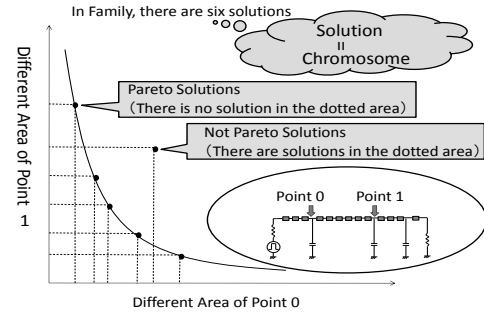 In Family, there are six solutions
Solution
=
Chromosome
Pareto Solutions
(There is no solution in the dotted area)
Not Pareto Solutions
(There are solutions in the dotted area)
Point 0
Point 1
Different Area of Point 1
Different Area of Point 0